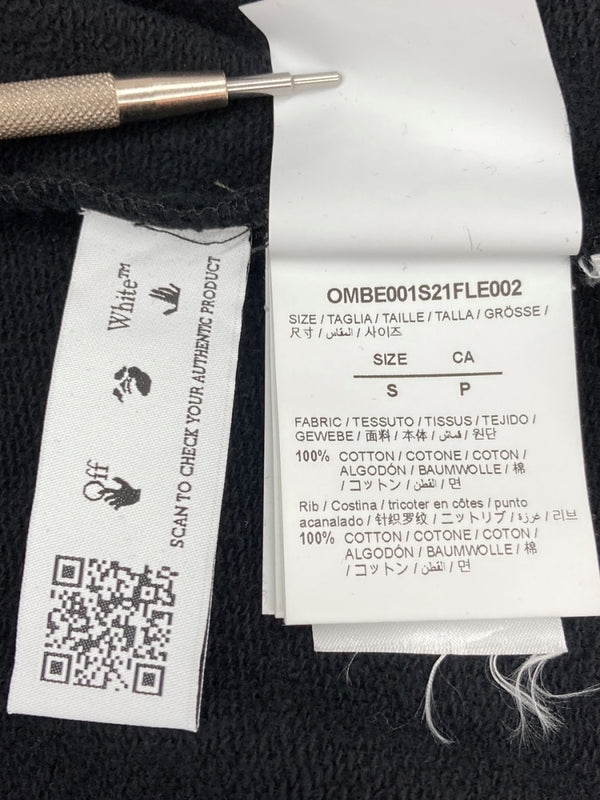 Off White™
SCAN TO CHECK YOUR AUTHENTIC PRODUCT
OMBE001S21FLE002
SIZE / TAGLIA / TAILLE / TALLA / GRÖSSE /
尺寸 / المقاس / 사이즈
SIZE CA
S P
FABRIC / TESSUTO / TISSUS / TEJIDO /
GEWEBE / 面料 / 本体 / قماش / 원단
100% COTTON / COTONE / COTON /
ALGODÓN / BAUMWOLLE / 棉
/ コットン / القطن / 면
Rib / Costina / tricoter en côtes / punto
acanalado / 针织罗纹 / ニットリブ / غرزة / 리브
100% COTTON / COTONE / COTON /
ALGODÓN / BAUMWOLLE / 棉
/ コットン / القطن / 면